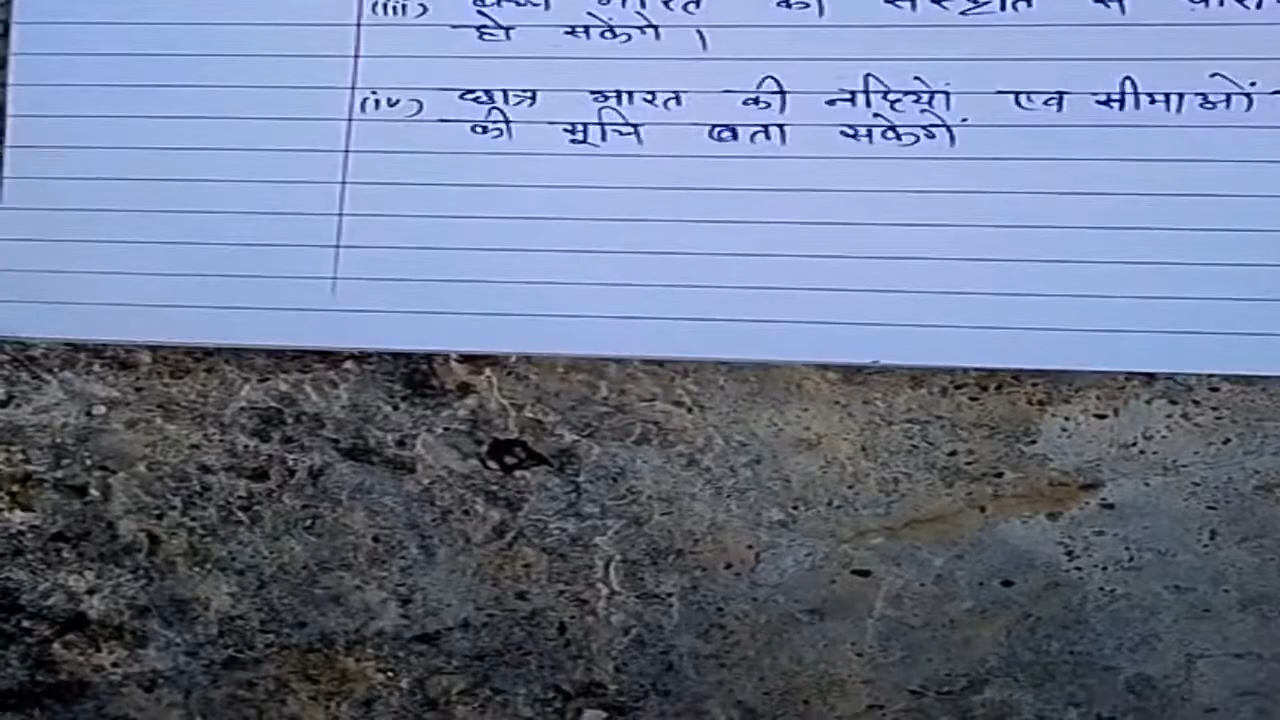 (iii) भारत की संस्कृति से
हो सकेंगे ।
(iv) छात्र भारत की नदियों एव सीमाओं
की सूचि बता सकेगें